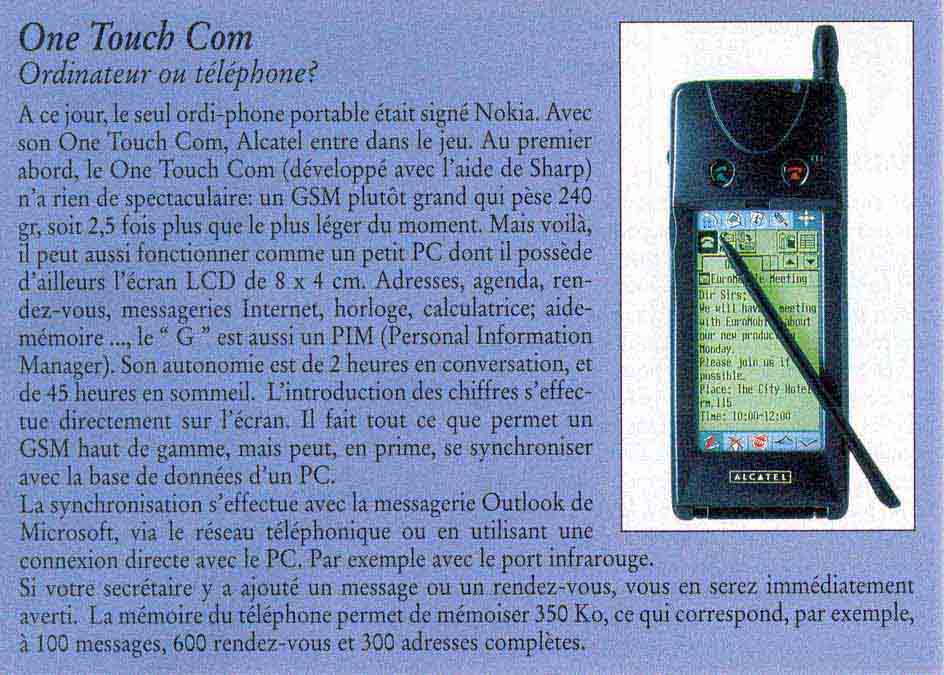 One Touch Com
Ordinateur ou téléphone?
A ce jour, le seul ordi-phone portable était signé Nokia. Avec
son One Touch Com, Alcatel entre dans le jeu. Au premier
abord, le One Touch Com (développé avec l'aide de Sharp)
n'a rien de spectaculaire: un GSM plutôt grand qui pèse 240
gr, soit 2,5 fois plus que le plus léger du moment. Mais voilà,
il peut aussi fonctionner comme un petit PC dont il possède
d'ailleurs l'écran LCD de 8 x 4 cm. Adresses, agenda, ren-
dez-vous, messageries Internet, horloge, calculatrice; aide-
mémoire ..., le “ G ” est aussi un PIM (Personal Information
Manager). Son autonomie est de 2 heures en conversation, et
de 45 heures en sommeil. L'introduction des chiffres s'effec-
tue directement sur l'écran. Il fait tout ce que permet un
GSM haut de gamme, mais peut, en prime, se synchroniser
avec la base de données d'un PC.
La synchronisation s'effectue avec la messagerie Outlook de
Microsoft, via le réseau téléphonique ou en utilisant une
connexion directe avec le PC. Par exemple avec le port infrarouge.
Si votre secrétaire y a ajouté un message ou un rendez-vous, vous en serez immédiatement
averti. La mémoire du téléphone permet de mémoiser 350 Ko, ce qui correspond, par exemple,
à 100 messages, 600 rendez-vous et 300 adresses complètes.
Meeting
Dir Sirs;
We will have meeting
with EuroMobi about
our new produc
Monday.
Please join us if
possible.
Place: The City Hotel
rm.115
Time: 10:00-12:00
ALCATEL